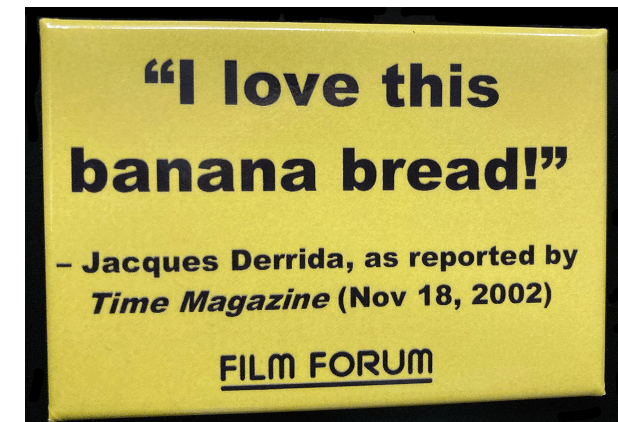 “I love this
banana bread!”
– Jacques Derrida, as reported by
Time Magazine (Nov 18, 2002)
FILM FORUM